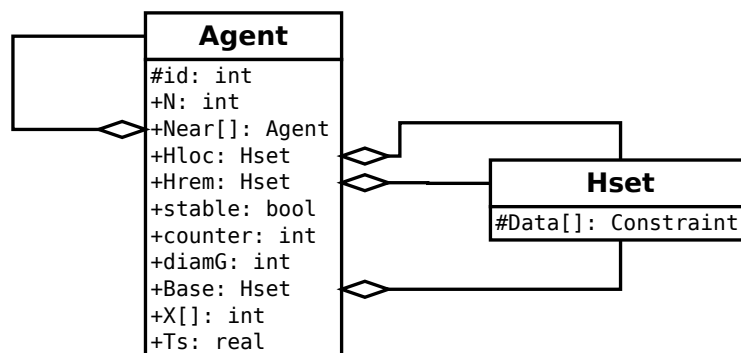 Agent
#id: int
+N: int
+Near[]: Agent
+Hloc: Hset
+Hrem: Hset
+stable: bool
+counter: int
+diamG: int
+Base: Hset
+X[]: int
+Ts: real
Hset
#Data[]: Constraint